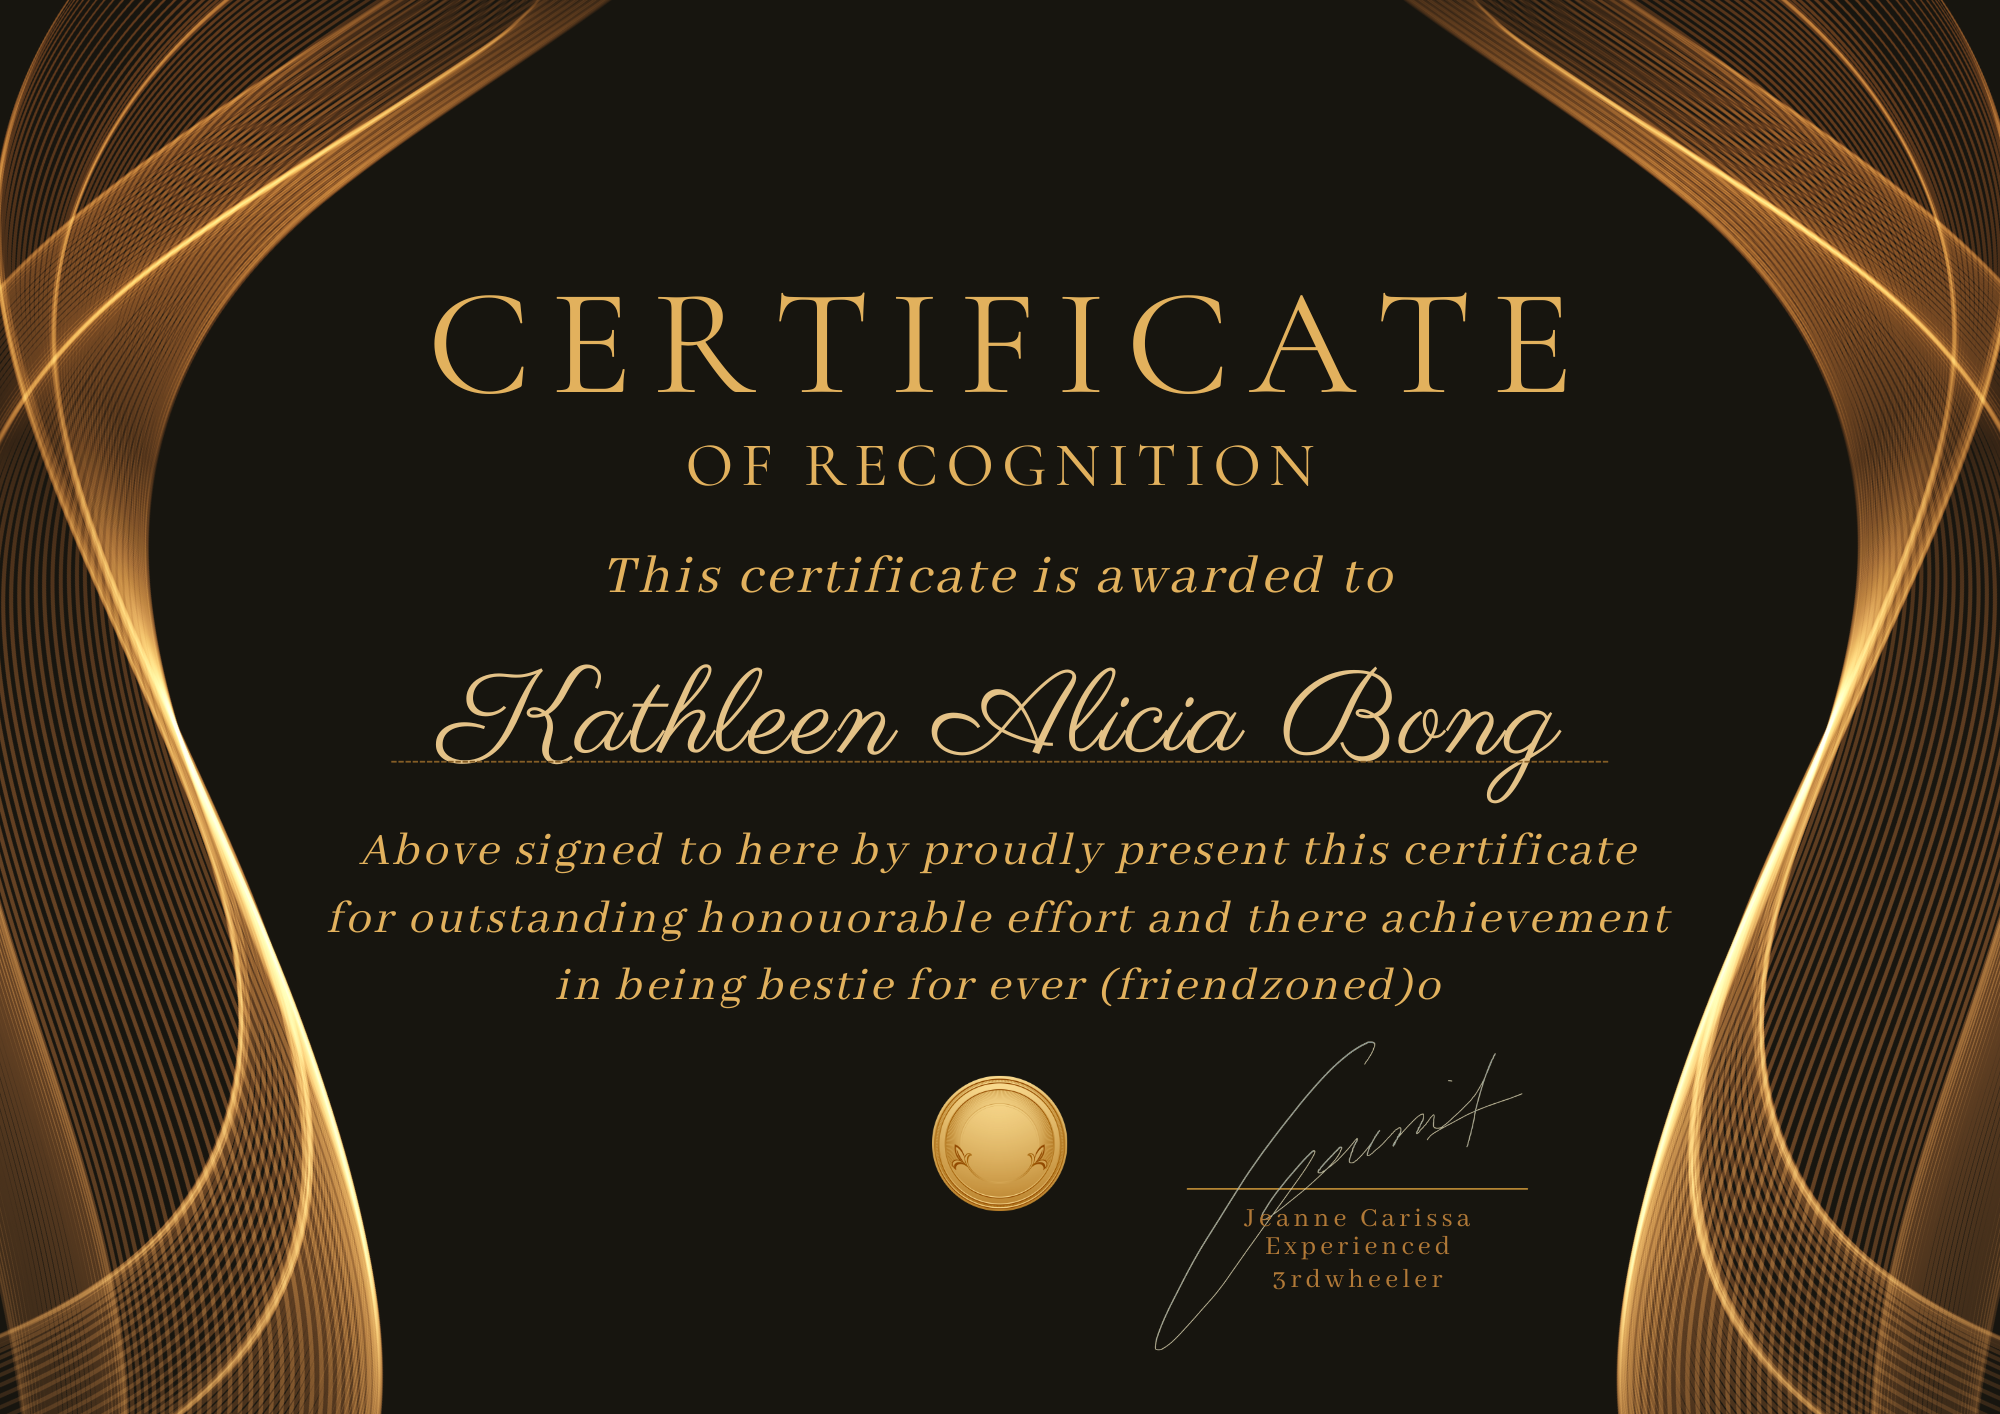 CERTIFICATE
OF RECOGNITION
This certificate is awarded to
Kathleen Alicia Bong
Above signed to here by proudly present this certificate
for outstanding honouorable effort and there achievement
in being bestie for ever (friendzoned)o
Jeanne Carissa
Experienced
3rdwheeler